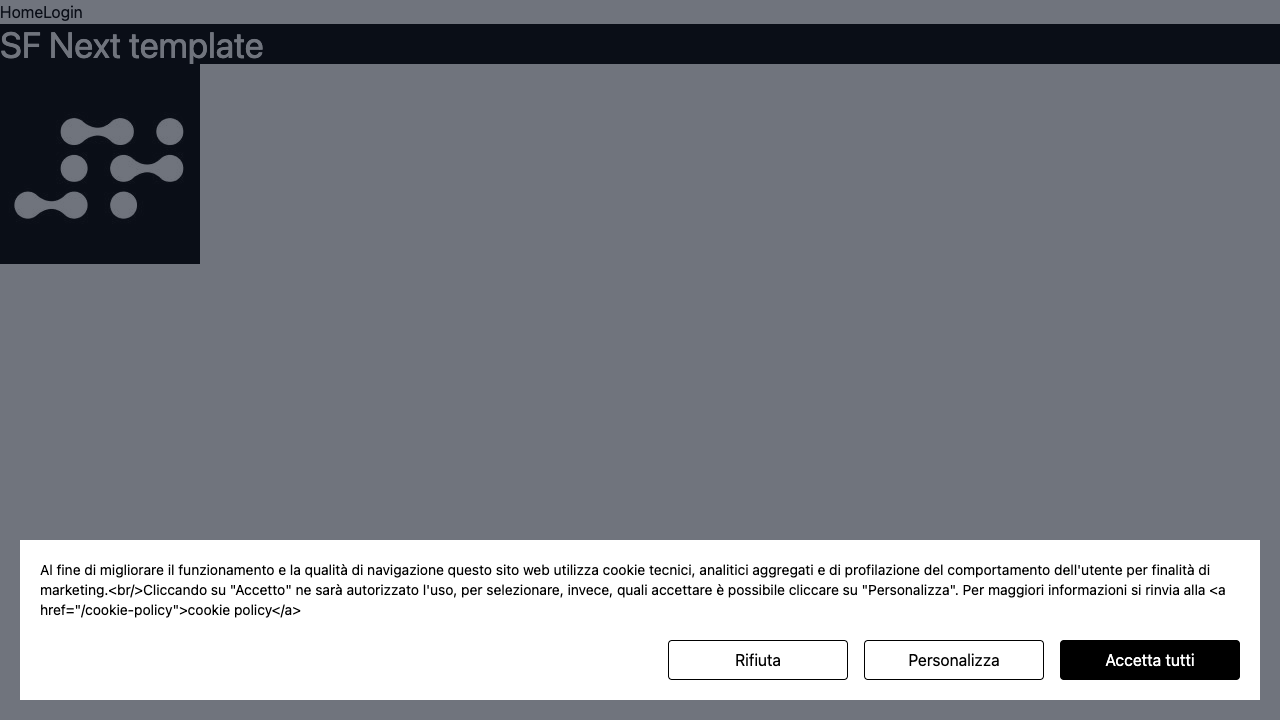 HomeLogin
SF Next template
Al fine di migliorare il funzionamento e la qualità di navigazione questo sito web utilizza cookie tecnici, analitici aggregati e di profilazione del comportamento dell'utente per finalità di
marketing.<br/>Cliccando su "Accetto" ne sarà autorizzato l'uso, per selezionare, invece, quali accettare è possibile cliccare su "Personalizza". Per maggiori informazioni si rinvia alla <a
href="/cookie-policy">cookie policy</a>
Rifiuta Personalizza Accetta tutti